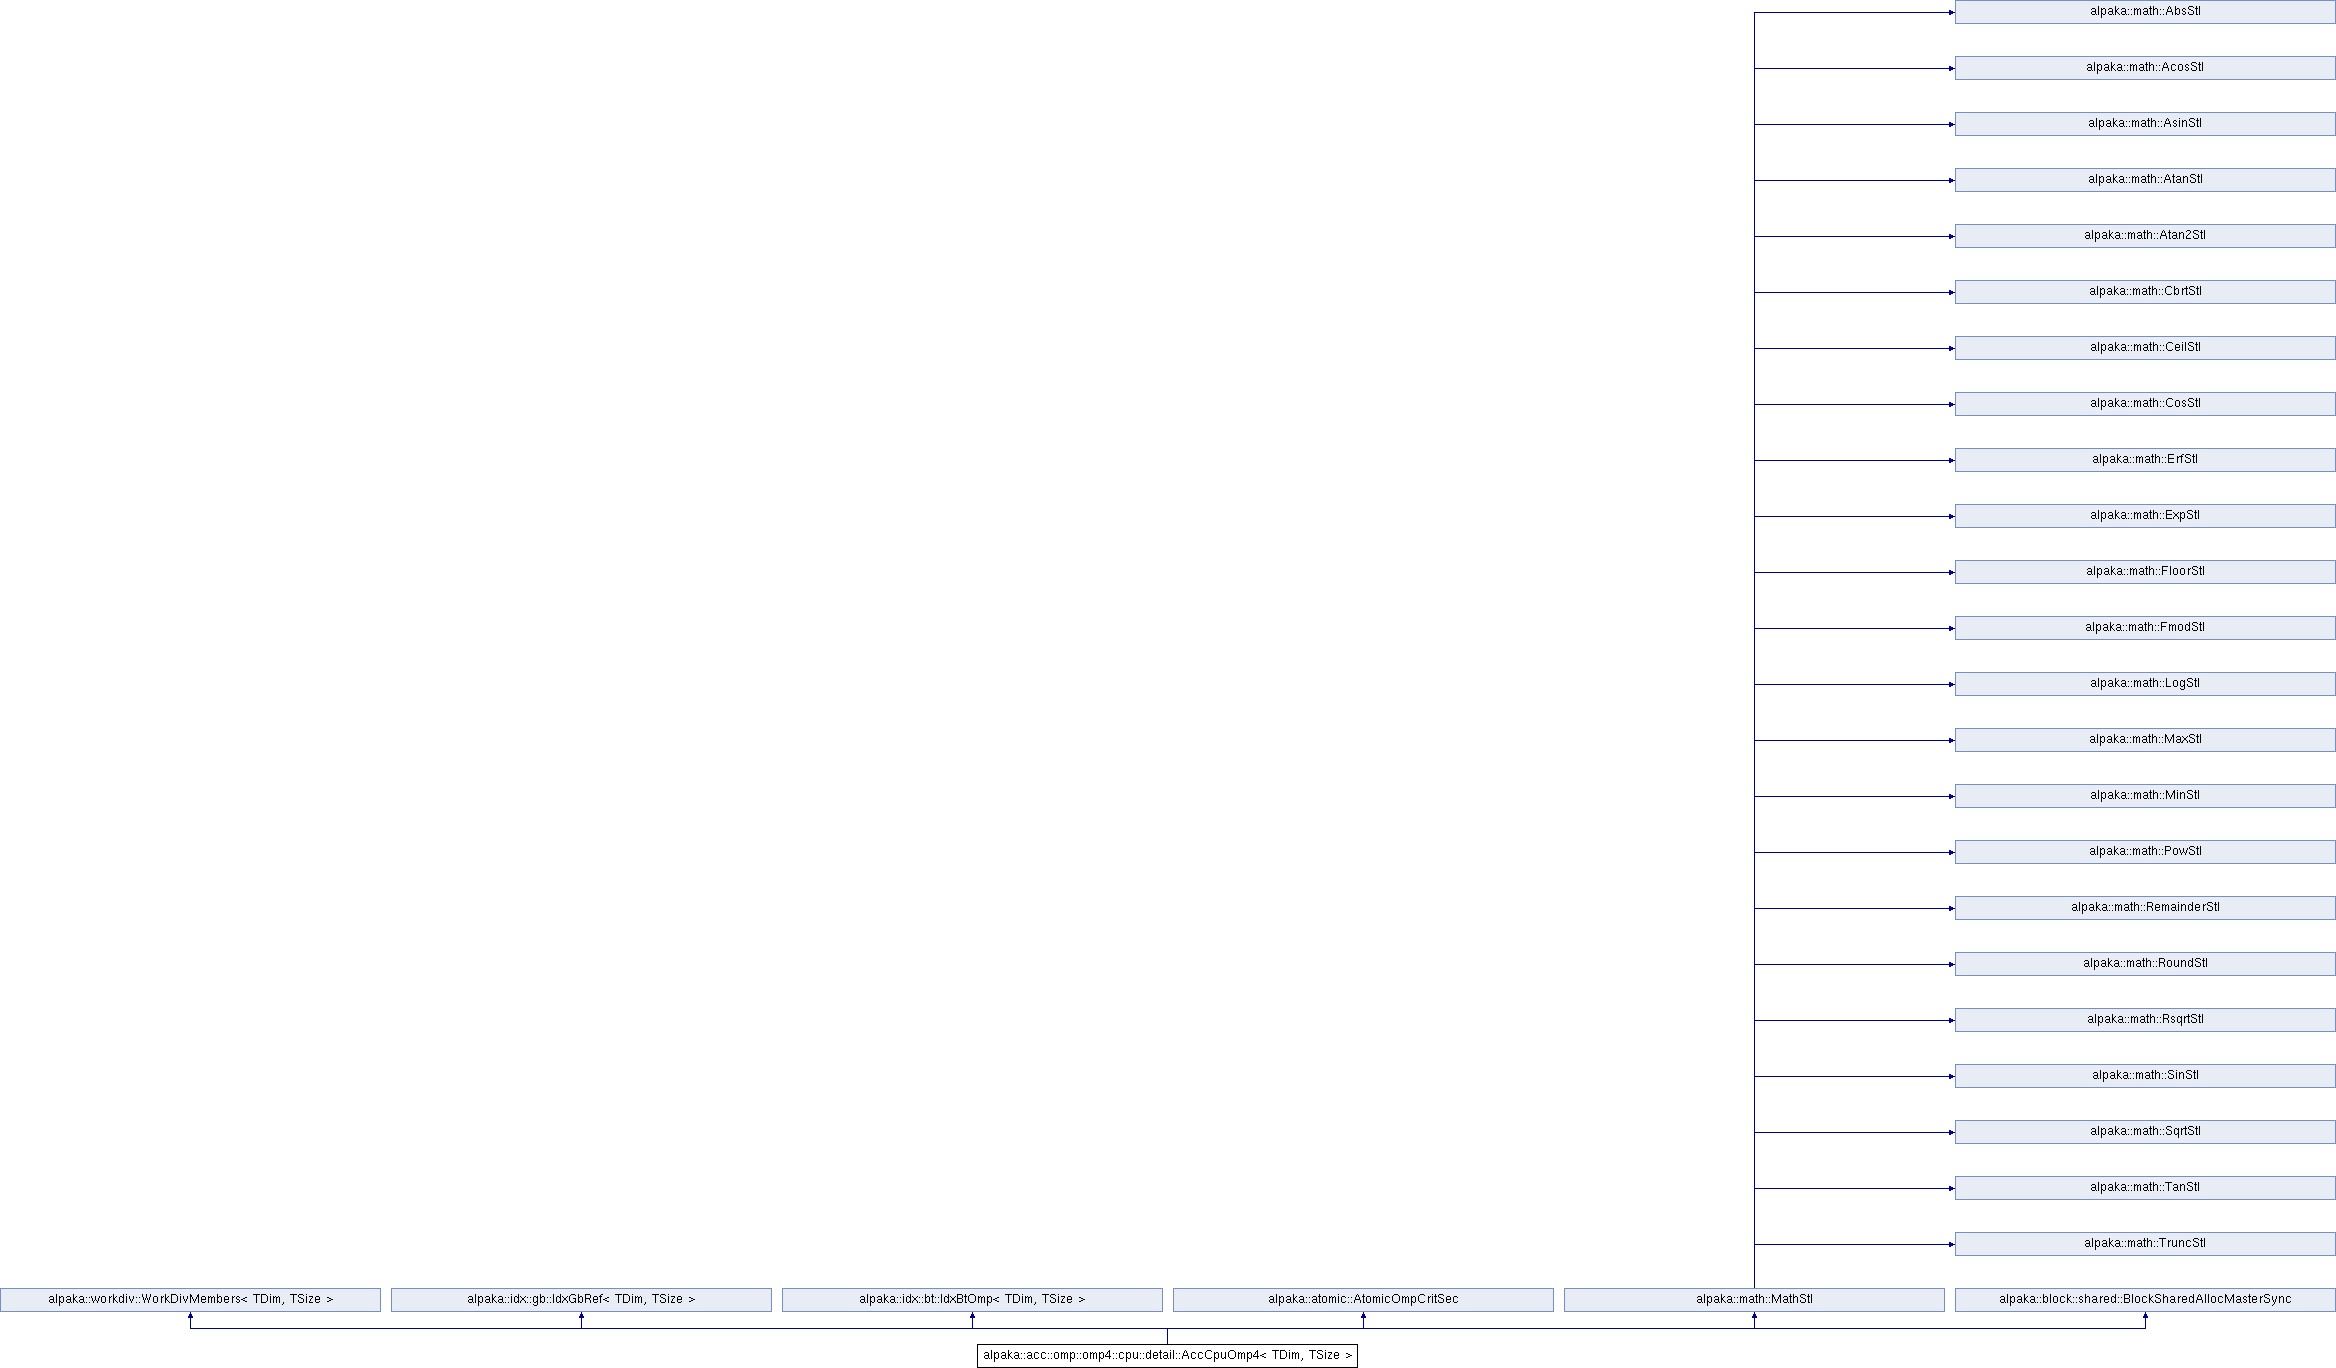 alpaka::math::AbsStl
alpaka::math::AcosStl
alpaka::math::AsinStl
alpaka::math::AtanStl
alpaka::math::Atan2Stl
alpaka::math::CbrtStl
alpaka::math::CeilStl
alpaka::math::CosStl
alpaka::math::ErfStl
alpaka::math::ExpStl
alpaka::math::FloorStl
alpaka::math::FmodStl
alpaka::math::LogStl
alpaka::math::MaxStl
alpaka::math::MinStl
alpaka::math::PowStl
alpaka::math::RemainderStl
alpaka::math::RoundStl
alpaka::math::RsqrtStl
alpaka::math::SinStl
alpaka::math::SqrtStl
alpaka::math::TanStl
alpaka::math::TruncStl
alpaka::workdiv::WorkDivMembers< TDim, TSize >
alpaka::idx::gb::IdxGbRef< TDim, TSize >
alpaka::idx::bt::IdxBtOmp< TDim, TSize >
alpaka::atomic::AtomicOmpCritSec
alpaka::math::MathStl
alpaka::block::shared::BlockSharedAllocMasterSync
alpaka::acc::omp::omp4::cpu::detail::AccCpuOmp4< TDim, TSize >